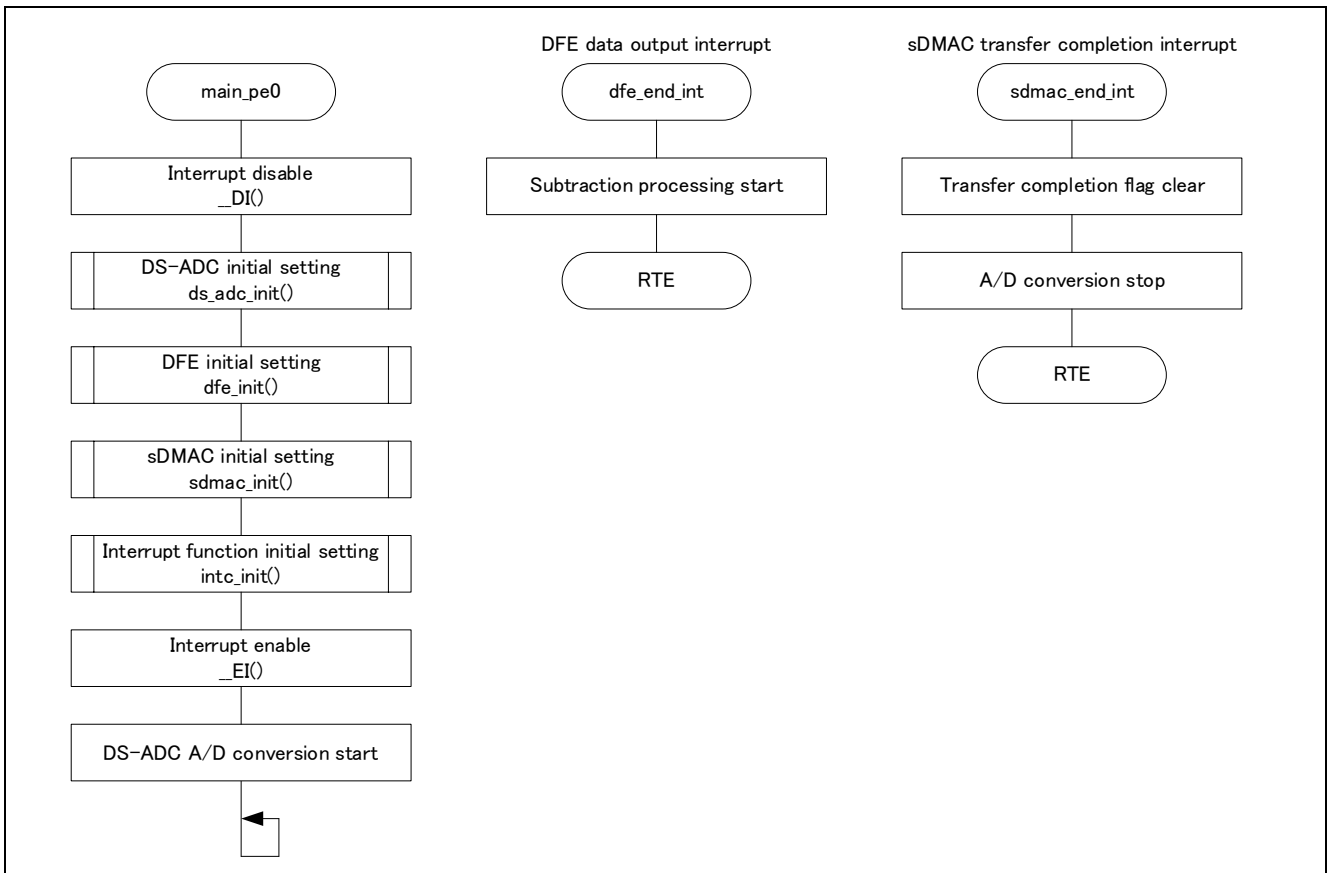 main_pe0
Interrupt disable
__DI()
DS-ADC initial setting
ds_adc_init()
DFE initial setting
dfe_init()
sDMAC initial setting
sdmac_init()
Interrupt function initial setting
intc_init()
Interrupt enable
__EI()
DS-ADC A/D conversion start
DFE data output interrupt
dfe_end_int
Subtraction processing start
RTE
sDMAC transfer completion interrupt
sdmac_end_int
Transfer completion flag clear
A/D conversion stop
RTE